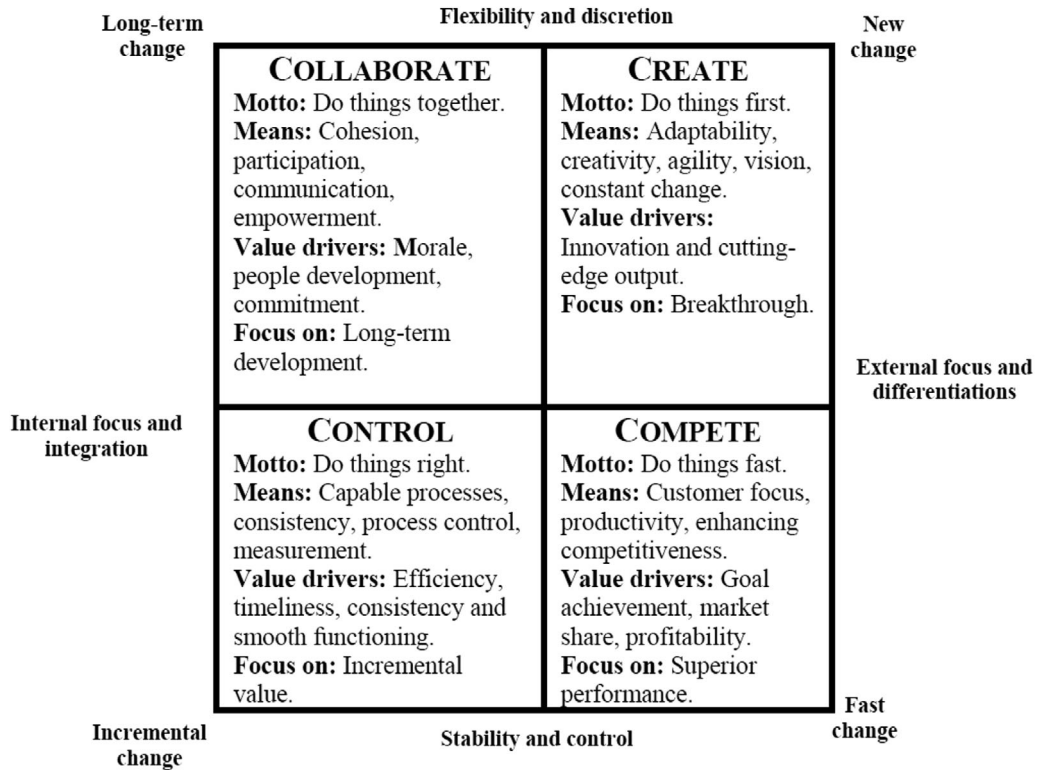 Flexibility and discretion
Long-term
change
New
change
COLLABORATE
Motto: Do things together.
Means: Cohesion,
participation,
communication,
empowerment.
Value drivers: Morale,
people development,
commitment.
Focus on: Long-term
development.
CREATE
Motto: Do things first.
Means: Adaptability,
creativity, agility, vision,
constant change.
Value drivers:
Innovation and cutting-
edge output.
Focus on: Breakthrough.
Internal focus and
integration
External focus and
differentiations
CONTROL
Motto: Do things right.
Means: Capable processes,
consistency, process control,
measurement.
Value drivers: Efficiency,
timeliness, consistency and
smooth functioning.
Focus on: Incremental
value.
COMPETE
Motto: Do things fast.
Means: Customer focus,
productivity, enhancing
competitiveness.
Value drivers: Goal
achievement, market
share, profitability.
Focus on: Superior
performance.
Incremental
change
Stability and control
Fast
change